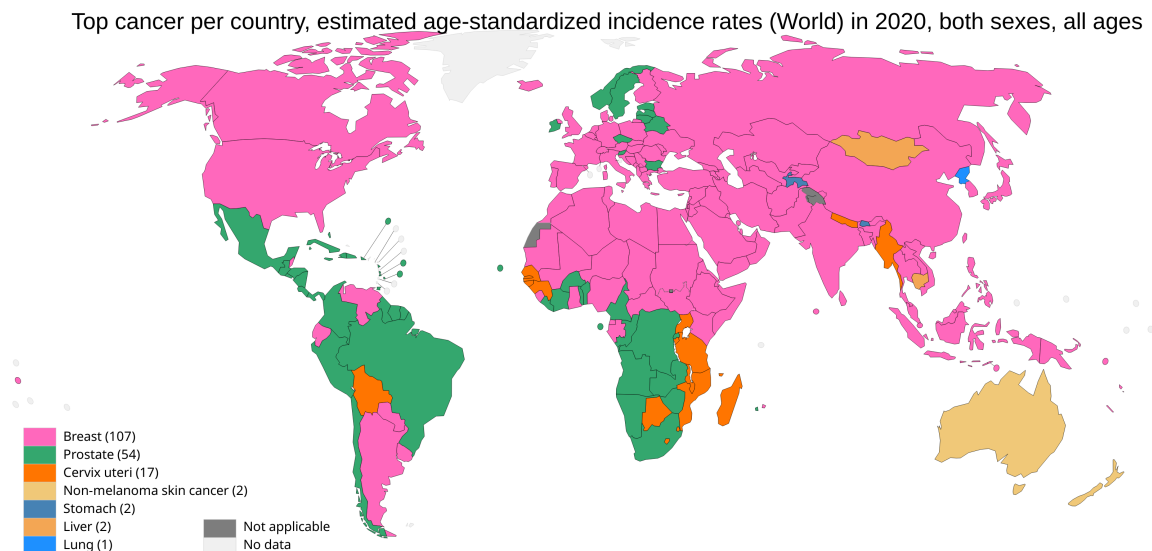 Top cancer per country, estimated age-standardized incidence rates (World) in 2020, both sexes, all ages
Breast (107)
Prostate (54)
Cervix uteri (17)
Non-melanoma skin cancer (2)
Stomach (2)
Liver (2)
Lung (1)
Not applicable
No data